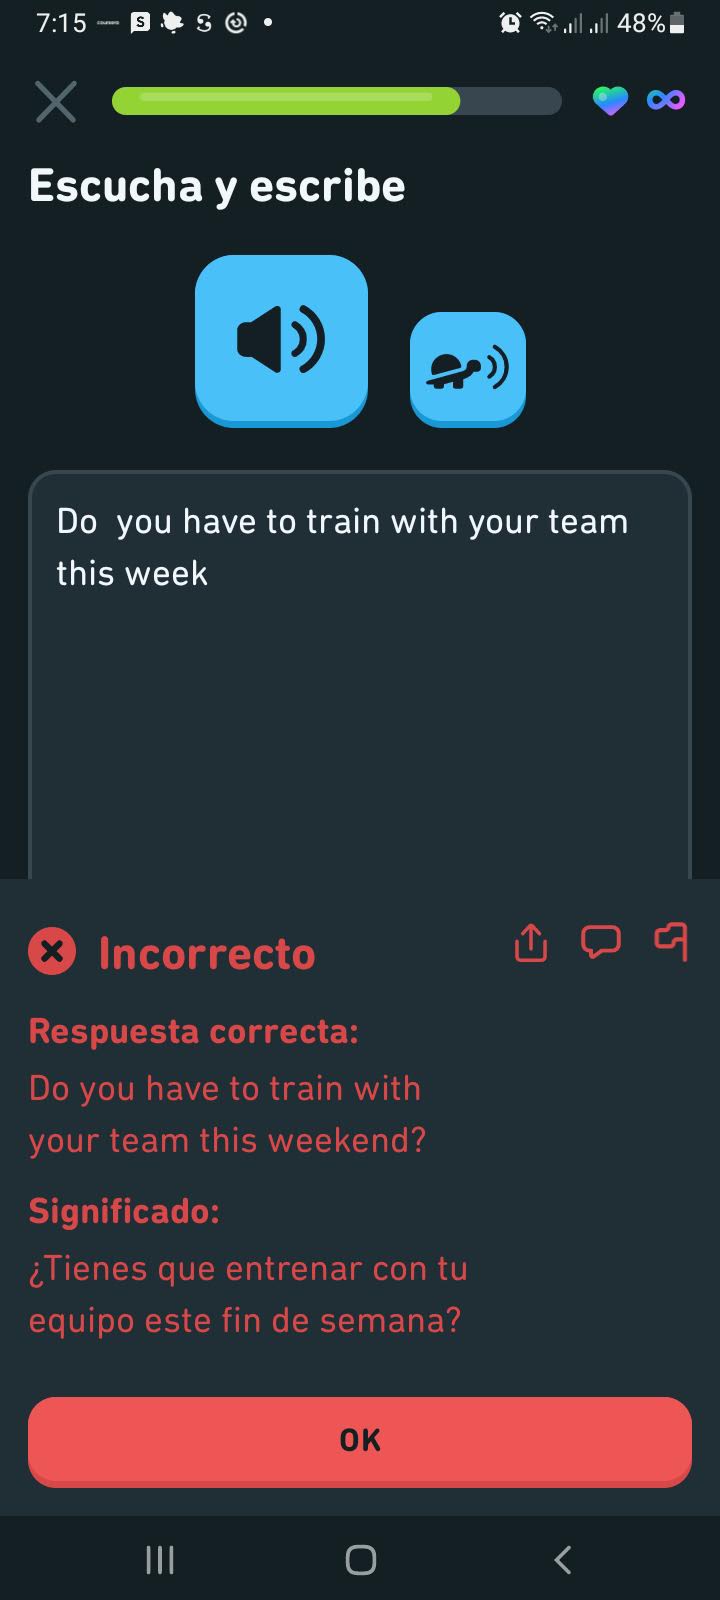 7:15
S
48%
Escucha y escribe
Do  you have to train with your team
this week
Incorrecto
Respuesta correcta:
Do you have to train with
your team this weekend?
Significado:
¿Tienes que entrenar con tu
equipo este fin de semana?
OK